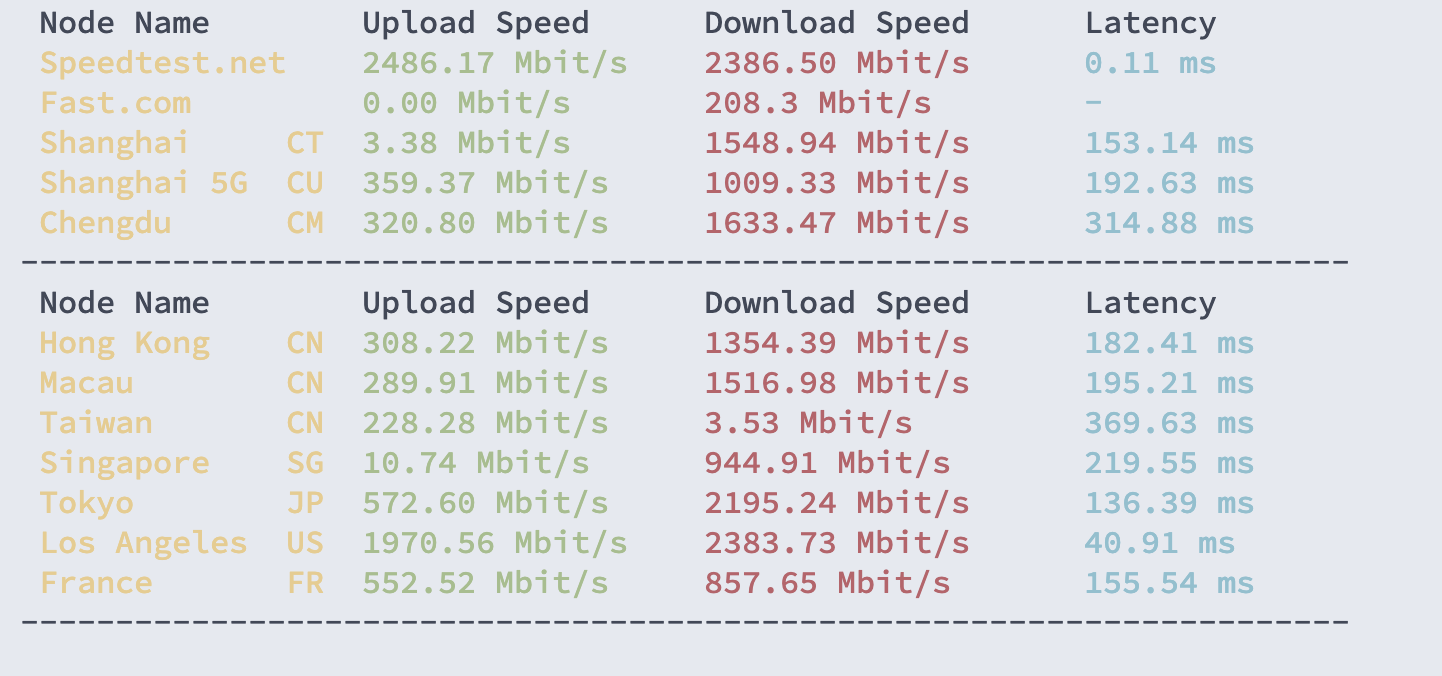 Node Name Upload Speed Download Speed Latency
Speedtest.net 2486.17 Mbit/s 2386.50 Mbit/s 0.11 ms
Fast.com 0.00 Mbit/s 208.3 Mbit/s -
Shanghai CT 3.38 Mbit/s 1548.94 Mbit/s 153.14 ms
Shanghai 5G CU 359.37 Mbit/s 1009.33 Mbit/s 192.63 ms
Chengdu CM 320.80 Mbit/s 1633.47 Mbit/s 314.88 ms
----------------------------------------------------------------------
Node Name Upload Speed Download Speed Latency
Hong Kong CN 308.22 Mbit/s 1354.39 Mbit/s 182.41 ms
Macau CN 289.91 Mbit/s 1516.98 Mbit/s 195.21 ms
Taiwan CN 228.28 Mbit/s 3.53 Mbit/s 369.63 ms
Singapore SG 10.74 Mbit/s 944.91 Mbit/s 219.55 ms
Tokyo JP 572.60 Mbit/s 2195.24 Mbit/s 136.39 ms
Los Angeles US 1970.56 Mbit/s 2383.73 Mbit/s 40.91 ms
France FR 552.52 Mbit/s 857.65 Mbit/s 155.54 ms
----------------------------------------------------------------------